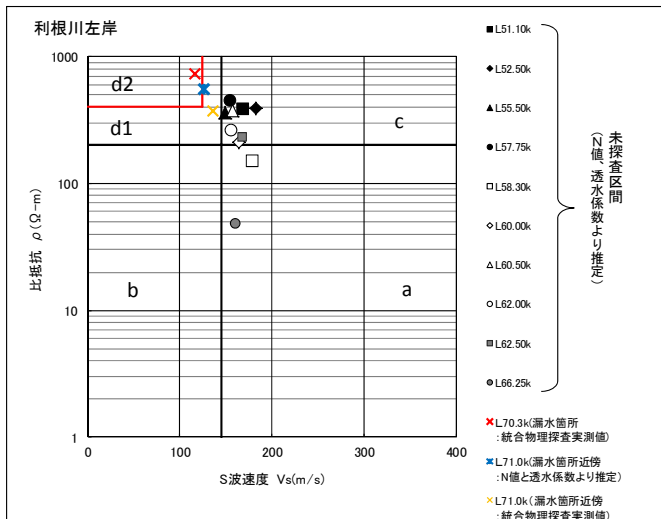 利根川左岸
1000
100
10
1
比抵抗 ρ(Ω-m)
d2
d1
c
b
a
0
100
200
300
400
S波速度 Vs(m/s)
L51.10k
L52.50k
L55.50k
L57.75k
L58.30k
L60.00k
L60.50k
L62.00k
L62.50k
L66.25k
未探査区間
(N値、透水係数より推定)
L70.3k(漏水箇所
:統合物理探査実測値)
L71.0k(漏水箇所近傍
:N値と透水係数より推定)
L71.0k(漏水箇所近傍
:統合物理探査実測値)